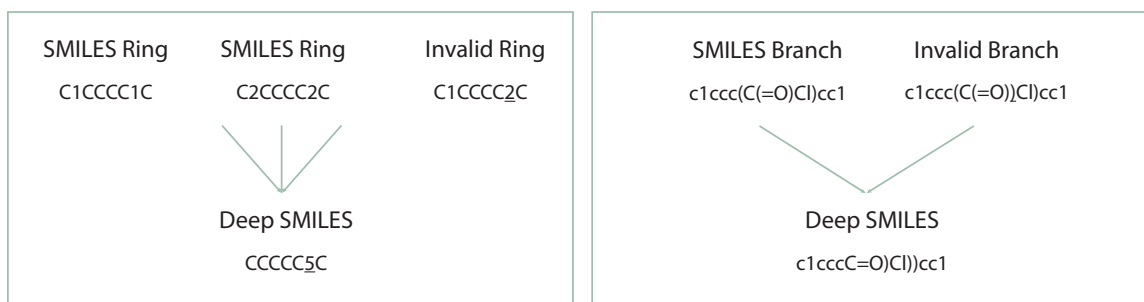 SMILES Ring SMILES Ring Invalid Ring
C1CCCC1C C2CCCC2C C1CCCC2C
Deep SMILES
CCCCC5C
SMILES Branch Invalid Branch
c1ccc(C(=O)Cl)cc1 c1ccc(C(=O))Cl)cc1
Deep SMILES
c1cccC=O)Cl))cc1